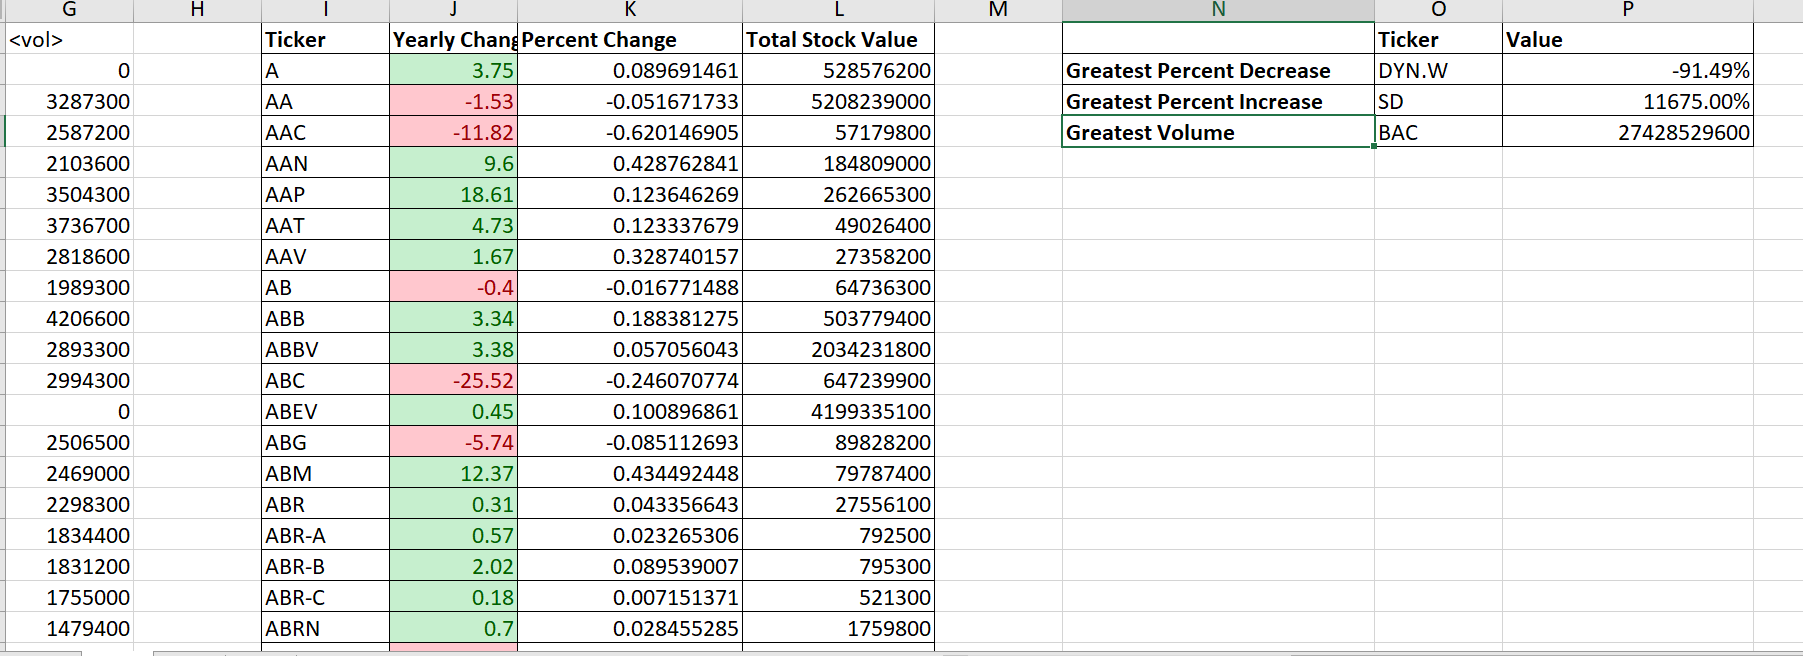 G H I J K L M N O P
<vol> Ticker Yearly Chang Percent Change Total Stock Value Ticker Value
0 A 3.75 0.089691461 528576200 Greatest Percent Decrease DYN.W -91.49%
3287300 AA -1.53 -0.051671733 5208239000 Greatest Percent Increase SD 11675.00%
2587200 AAC -11.82 -0.620146905 57179800 Greatest Volume BAC 27428529600
2103600 AAN 9.6 0.428762841 184809000
3504300 AAP 18.61 0.123646269 262665300
3736700 AAT 4.73 0.123337679 49026400
2818600 AAV 1.67 0.328740157 27358200
1989300 AB -0.4 -0.016771488 64736300
4206600 ABB 3.34 0.188381275 503779400
2893300 ABBV 3.38 0.057056043 2034231800
2994300 ABC -25.52 -0.246070774 647239900
0 ABEV 0.45 0.100896861 4199335100
2506500 ABG -5.74 -0.085112693 89828200
2469000 ABM 12.37 0.434492448 79787400
2298300 ABR 0.31 0.043356643 27556100
1834400 ABR-A 0.57 0.023265306 792500
1831200 ABR-B 2.02 0.089539007 795300
1755000 ABR-C 0.18 0.007151371 521300
1479400 ABRN 0.7 0.028455285 1759800